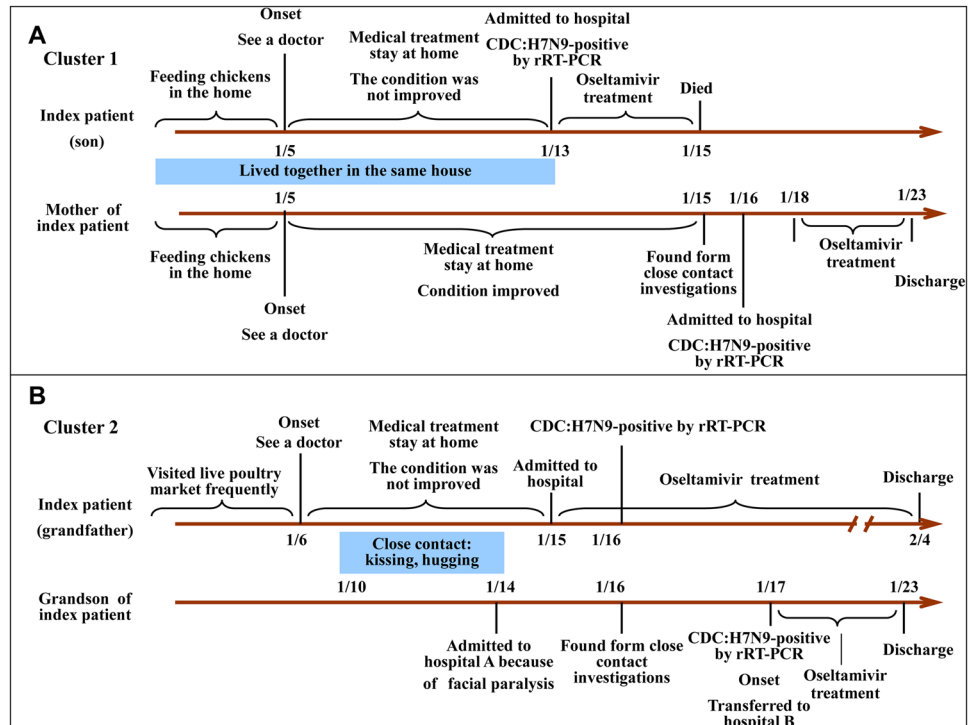 A
Cluster 1
Onset
See a doctor
Feeding chickens
in the home
Medical treatment
stay at home
The condition was
not improved
Admitted to hospital
CDC:H7N9-positive
by rRT-PCR
Oseltamivir
treatment
Died
Index patient
(son)
1/5
1/13
1/15
Lived together in the same house
Mother of
index patient
1/5
1/15
1/16
1/18
1/23
Feeding chickens
in the home
Onset
See a doctor
Medical treatment
stay at home
Condition improved
Found form
close contact
investigations
Admitted to hospital
CDC:H7N9-positive
by rRT-PCR
Oseltamivir
treatment
Discharge
B
Cluster 2
Visited live poultry
market frequently
Onset
See a doctor
Medical treatment
stay at home
The condition was
not improved
Admitted to
hospital
CDC:H7N9-positive by rRT-PCR
Oseltamivir treatment
Discharge
Index patient
(grandfather)
1/6
1/15
1/16
2/4
Close contact:
kissing, hugging
Grandson of
index patient
1/10
1/14
1/16
1/17
1/23
Admitted to
hospital A because
of facial paralysis
Found form close
contact
investigations
CDC:H7N9-positive
by rRT-PCR
Onset
Transferred to
hospital B
Oseltamivir
treatment
Discharge